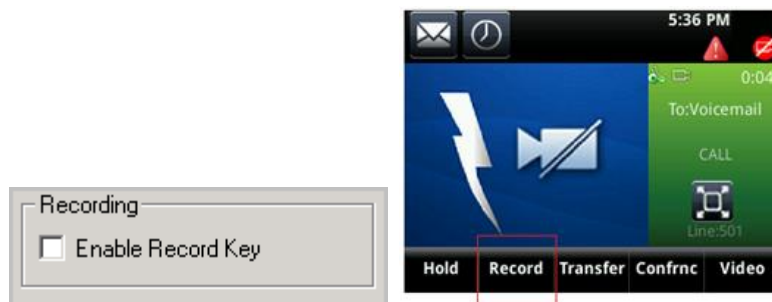 Recording
Enable Record Key
5:36 PM
0:04
To:Voicemail
CALL
Line:501
Hold Record Transfer Confrnc Video